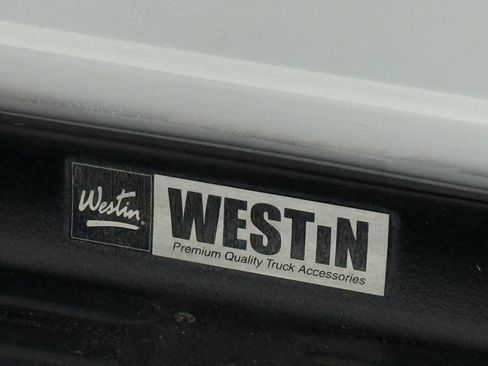 Westin
WESTiN
Premium Quality Truck Accessories